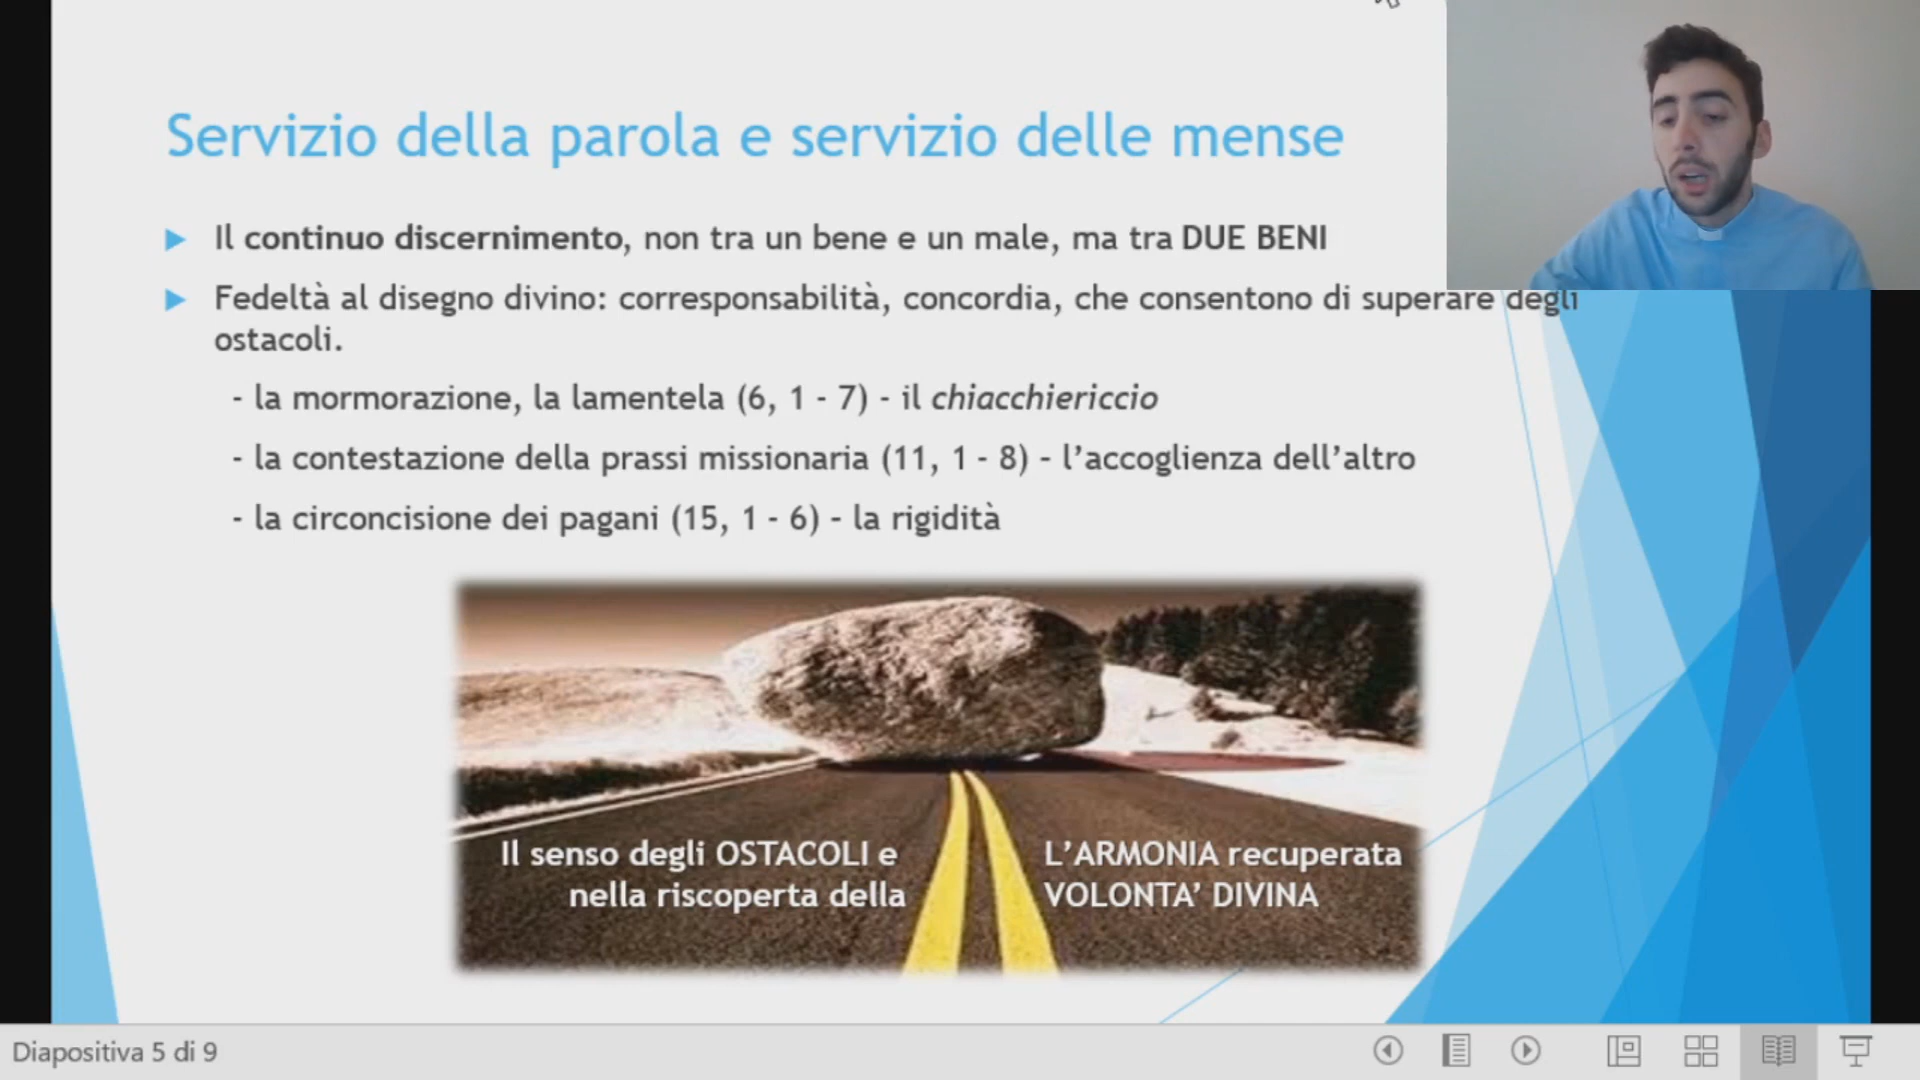 Servizio della parola e servizio delle mense
Il continuo discernimento, non tra un bene e un male, ma tra DUE BENI
Fedeltà al disegno divino: corresponsabilità, concordia, che consentono di superare degli
ostacoli.
- la mormorazione, la lamentela (6, 1 - 7) - il chiacchiericcio
- la contestazione della prassi missionaria (11, 1 - 8) - l’accoglienza dell’altro
- la circoncisione dei pagani (15, 1 - 6) - la rigidità
Il senso degli OSTACOLI e L’ARMONIA recuperata
nella riscoperta della VOLONTA’ DIVINA
Diapositiva 5 di 9